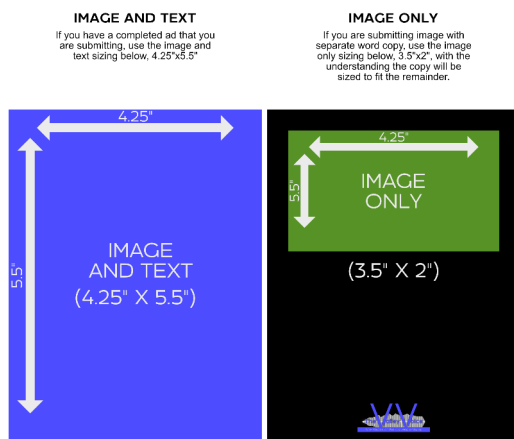 IMAGE AND TEXT
If you have a completed ad that you
are submitting, use the image and
text sizing below, 4.25"x5.5"
IMAGE ONLY
If you are submitting image with
separate word copy, use the image
only sizing below, 3.5"x2", with the
understanding the copy will be
sized to fit the remainder.
4.25"
5.5"
IMAGE
AND TEXT
(4.25" X 5.5")
4.25"
5.5"
IMAGE
ONLY
(3.5" X 2")